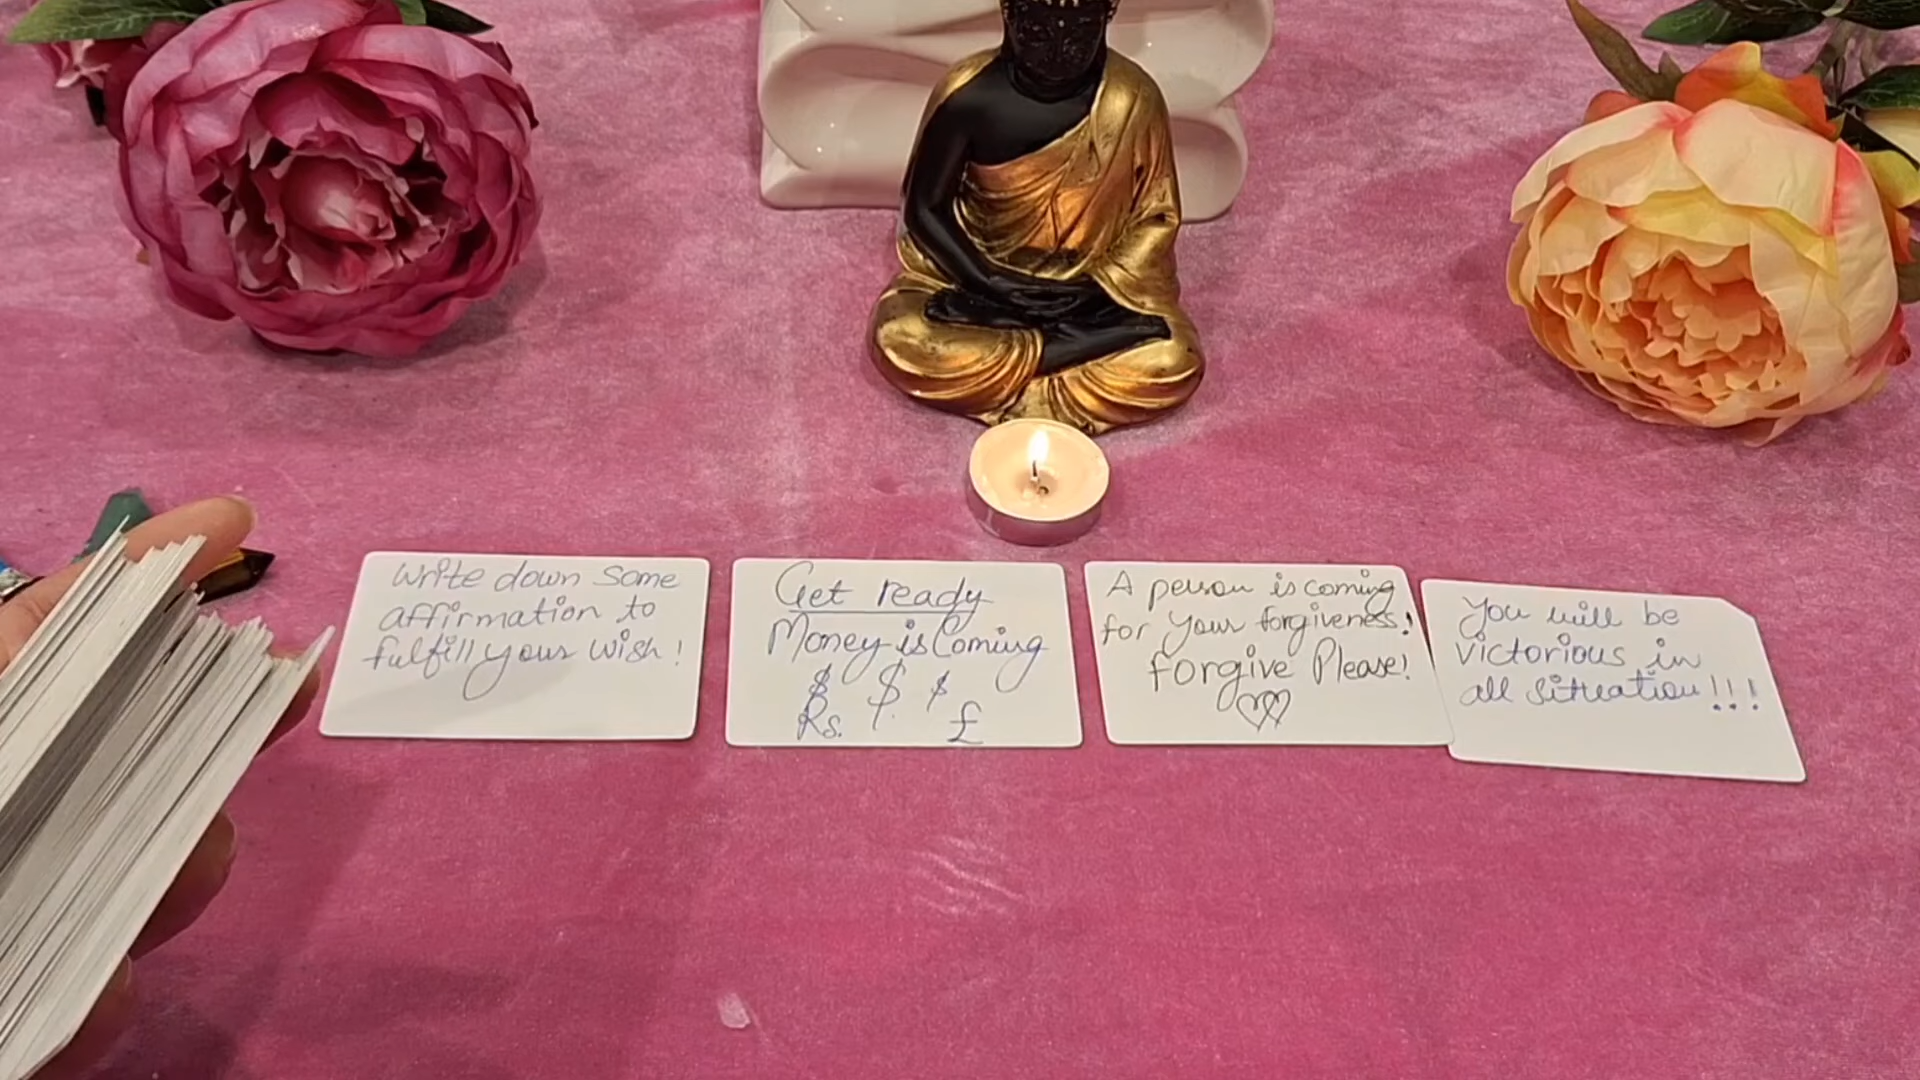 Write down some
affirmation to
fulfill your wish!
Get ready
Money is Coming
$ $ $
Rs. £
A person is coming
for your forgiveness!
forgive Please!
You will be
victorious in
all situation!!!